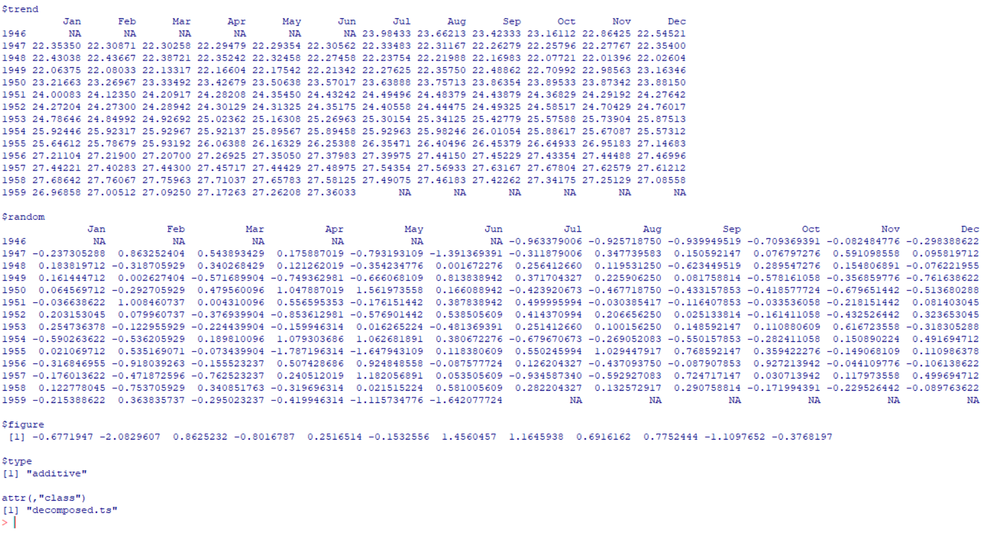 $trend
Jan Feb Mar Apr May Jun Jul Aug Sep Oct Nov Dec
1946 NA NA NA NA NA NA 23.98433 23.66213 23.42333 23.16112 22.86425 22.54521
1947 22.35350 22.30871 22.30258 22.29479 22.29354 22.30562 22.33483 22.31167 22.26279 22.25796 22.27767 22.35400
1948 22.43038 22.43667 22.38721 22.35242 22.32458 22.27458 22.23754 22.21988 22.16983 22.07721 22.01396 22.02604
1949 22.06375 22.08033 22.13317 22.16604 22.17542 22.21342 22.27625 22.35750 22.48862 22.70992 22.98563 23.16346
1950 23.21663 23.26967 23.33492 23.42679 23.50638 23.57017 23.63888 23.75713 23.86354 23.89533 23.87342 23.88150
1951 24.00083 24.12350 24.20917 24.28208 24.35450 24.43242 24.49496 24.48379 24.43879 24.36829 24.29192 24.27642
1952 24.27204 24.27300 24.28942 24.30129 24.31325 24.35175 24.40558 24.44475 24.49325 24.58517 24.70429 24.76017
1953 24.78646 24.84992 24.92692 25.02362 25.16308 25.26963 25.30154 25.34125 25.42779 25.57588 25.73904 25.87513
1954 25.92446 25.92317 25.92967 25.92137 25.89567 25.89458 25.92963 25.98246 26.01054 25.88617 25.67087 25.57312
1955 25.64612 25.78679 25.93192 26.06388 26.16329 26.25388 26.35471 26.40496 26.45379 26.64933 26.95183 27.14683
1956 27.21104 27.21900 27.20700 27.26925 27.35050 27.37983 27.39975 27.44150 27.45229 27.43354 27.44488 27.46996
1957 27.44221 27.40283 27.44300 27.45717 27.44429 27.48975 27.54354 27.56933 27.63167 27.67804 27.62579 27.61212
1958 27.68642 27.76067 27.75963 27.71037 27.65783 27.58125 27.49075 27.46183 27.42262 27.34175 27.25129 27.08558
1959 26.96858 27.00512 27.09250 27.17263 27.26208 27.36033 NA NA NA NA NA NA
$random
Jan Feb Mar Apr May Jun Jul Aug Sep Oct Nov Dec
1946 NA NA NA NA NA NA -0.963379006 -0.925718750 -0.939949519 -0.709369391 -0.082484776 -0.298388622
1947 -0.237305288 0.863252404 0.543893429 0.175887019 -0.793193109 -1.391369391 -0.311879006 0.347739583 0.150592147 0.076797276 0.591098558 0.095819712
1948 0.183819712 -0.318705929 0.340268429 0.121262019 -0.354234776 0.001672276 0.256412660 0.119531250 -0.623449519 0.289547276 0.154806891 -0.076221955
1949 0.161444712 0.002627404 -0.571689904 -0.749362981 -0.666068109 0.813838942 0.371704327 0.225906250 0.081758814 -0.578161058 -0.356859776 -0.761638622
1950 0.064569712 -0.292705929 0.479560096 1.047887019 1.561973558 0.166088942 -0.423920673 -0.467718750 -0.433157853 -0.418577724 -0.679651442 -0.513680288
1951 -0.036638622 1.008460737 0.004310096 0.556595353 -0.176151442 0.387838942 0.499995994 -0.030385417 -0.116407853 -0.033536058 -0.218151442 0.081403045
1952 0.203153045 0.079960737 -0.376939904 -0.853612981 -0.576901442 0.538505609 0.414370994 0.206656250 0.025133814 -0.161411058 -0.432526442 0.323653045
1953 0.254736378 -0.122955929 -0.224439904 -0.159946314 0.016265224 -0.481369391 0.251412660 0.100156250 0.148592147 0.110880609 0.616723558 -0.318305288
1954 -0.590263622 -0.536205929 0.189810096 1.079303686 1.062681891 0.380672276 -0.679670673 -0.269052083 -0.550157853 -0.282411058 0.150890224 0.491694712
1955 0.021069712 0.535169071 -0.073439904 -1.787196314 -1.647943109 0.118380609 0.550245994 1.029447917 0.768592147 0.359422276 -0.149068109 0.110986378
1956 -0.316846955 -0.918039263 -0.155523237 0.507428686 0.924848558 -0.087577724 0.126204327 -0.437093750 -0.087907853 0.927213942 -0.044109776 -0.106138622
1957 -0.176013622 -0.471872596 -0.762523237 0.240512019 1.182056891 0.053505609 -0.934587340 -0.592927083 0.724717147 0.030713942 0.117973558 0.499694712
1958 0.122778045 -0.753705929 0.340851763 -0.319696314 0.021515224 0.581005609 0.282204327 0.132572917 0.290758814 -0.171994391 -0.229526442 -0.089763622
1959 -0.215388622 0.363835737 -0.295023237 -0.419946314 -1.115734776 -1.642077724 NA NA NA NA NA NA
$figure
[1] -0.6771947 -2.0829607 0.8625232 -0.8016787 0.2516514 -0.1532556 1.4560457 1.1645938 0.6916162 0.7752444 -1.1097652 -0.3768197
$type
[1] "additive"
attr(,"class")
[1] "decomposed.ts"
>